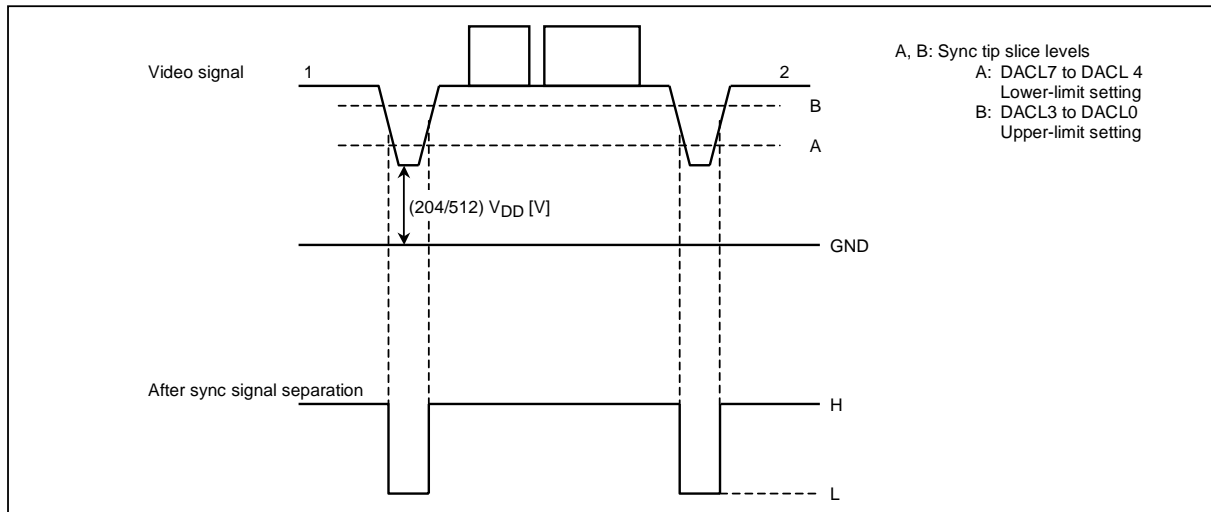 A, B: Sync tip slice levels
A: DACL7 to DACL 4
Lower-limit setting
B: DACL3 to DACL0
Upper-limit setting
Video signal
1
2
B
A
(204/512) VDD [V]
GND
After sync signal separation
H
L